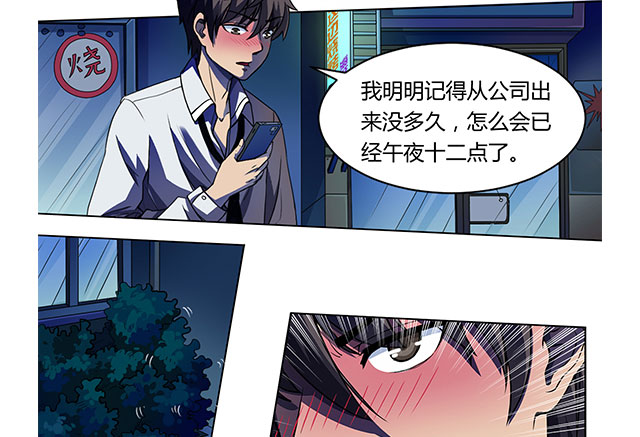 烧
我明明记得从公司出
来没多久，怎么会已
经午夜十二点了。